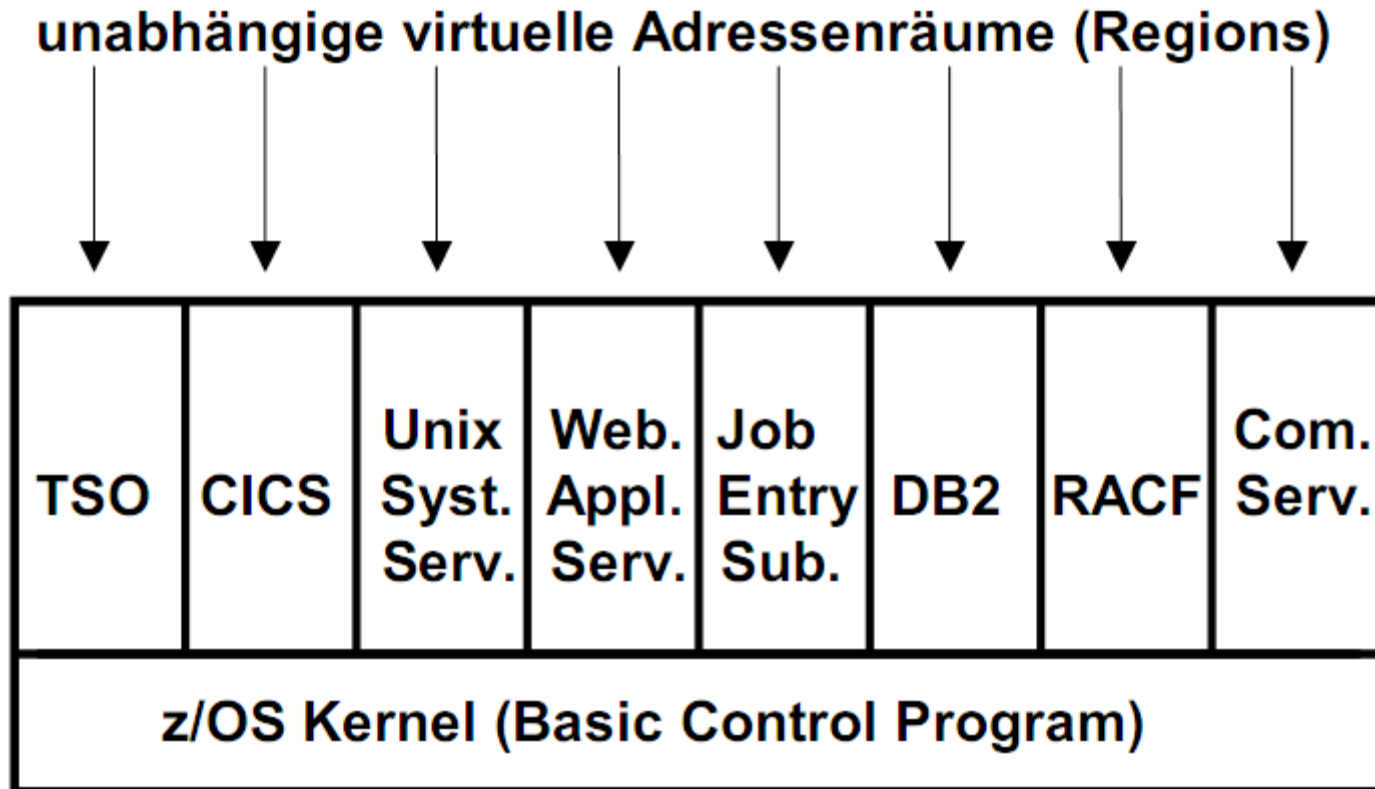 unabhängige virtuelle Adressenräume (Regions)
TSO
CICS
Unix
Syst.
Serv.
Web.
Appl.
Serv.
Job
Entry
Sub.
DB2
RACF
Com.
Serv.
z/OS Kernel (Basic Control Program)